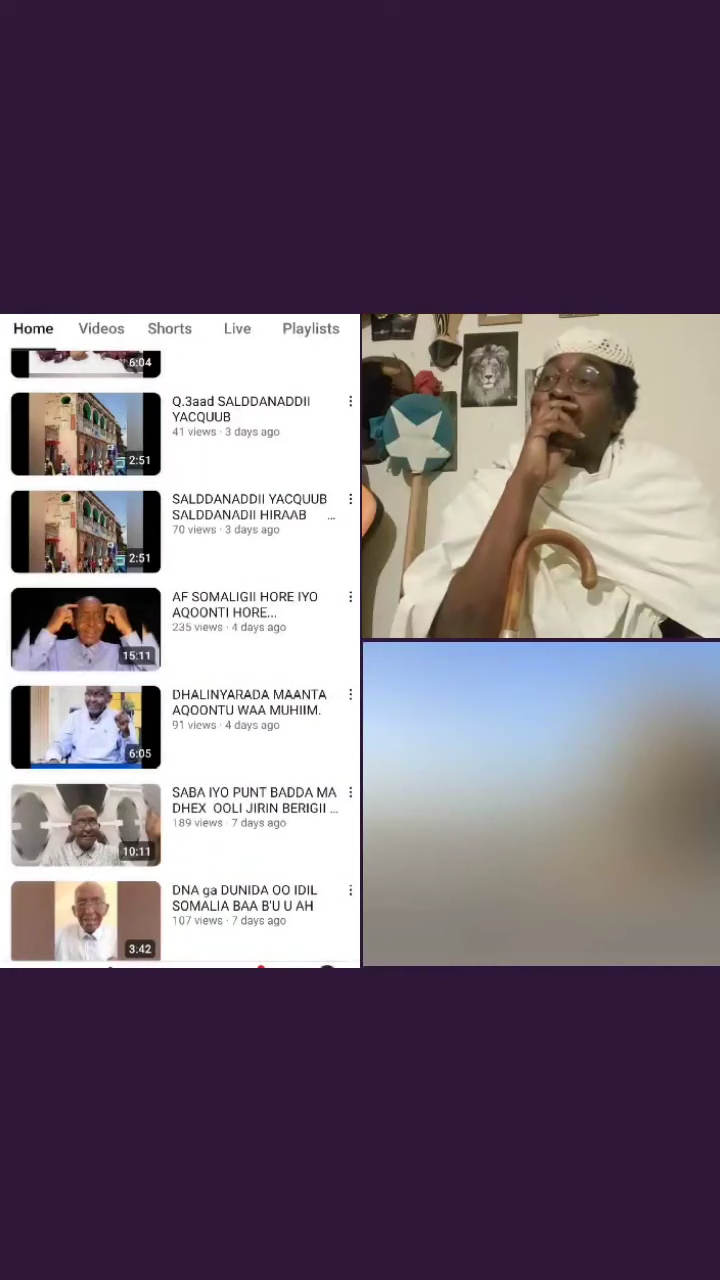 Home Videos Shorts Live Playlists
6:04
Q.3aad SALDDANADDII
YACQUUB
41 views · 3 days ago
2:51
SALDDANADDII YACQUUB
SALDDANADII HIRAAB ...
70 views · 3 days ago
2:51
AF SOMALIGII HORE IYO
AQOONTI HORE...
235 views · 4 days ago
15:11
DHALINYARADA MAANTA
AQOONTU WAA MUHIIM.
91 views · 4 days ago
6:05
SABA IYO PUNT BADDA MA
DHEX OOLI JIRIN BERIGII ...
189 views · 7 days ago
10:11
DNA ga DUNIDA OO IDIL
SOMALIA BAA B'U U AH
107 views · 7 days ago
3:42